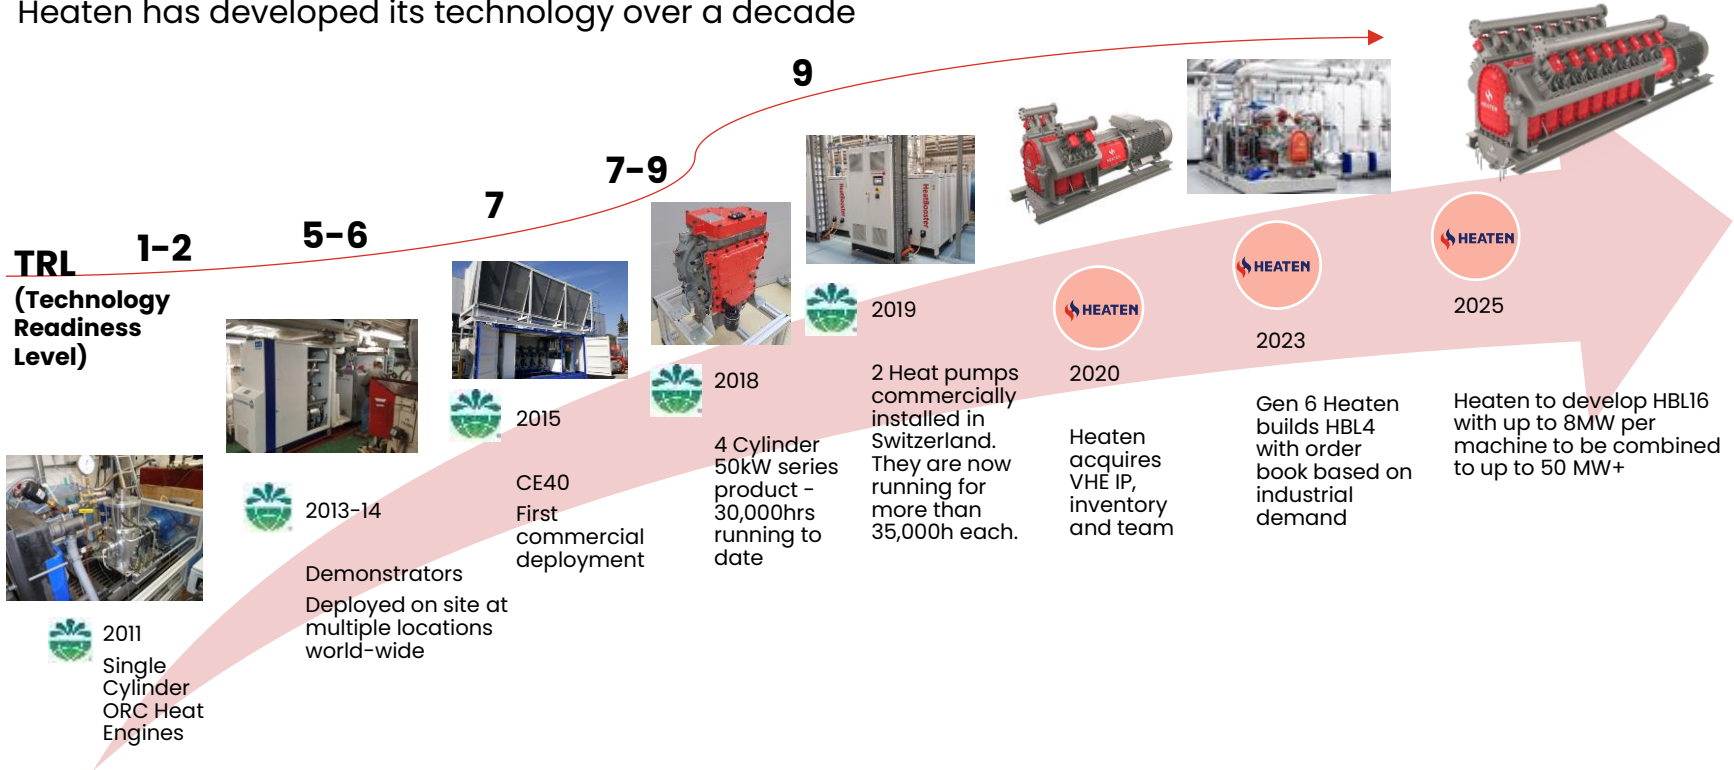 Heaten has developed its technology over a decade
9
7-9
7
5-6
1-2
TRL
(Technology
Readiness
Level)
2011
Single
Cylinder
ORC Heat
Engines
2013-14
Demonstrators
Deployed on site at
multiple locations
world-wide
2015
CE40
First
commercial
deployment
2018
4 Cylinder
50kW series
product -
30,000hrs
running to
date
HeatBooster
HeatBooster
2019
2 Heat pumps
commercially
installed in
Switzerland.
They are now
running for
more than
35,000h each.
HEATEN
2020
Heaten
acquires
VHE IP,
inventory
and team
HEATEN
2023
Gen 6 Heaten
builds HBL4
with order
book based on
industrial
demand
HEATEN
HEATEN
2025
Heaten to develop HBL16
with up to 8MW per
machine to be combined
to up to 50 MW+